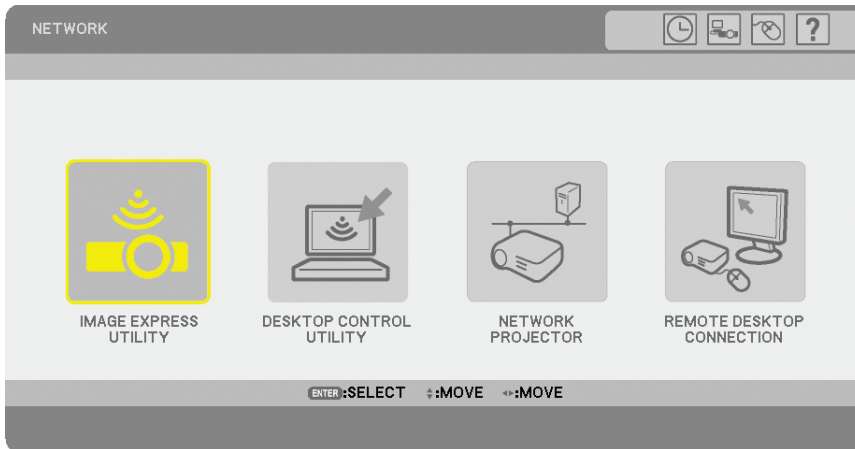 NETWORK
?
IMAGE EXPRESS
UTILITY
DESKTOP CONTROL
UTILITY
NETWORK
PROJECTOR
REMOTE DESKTOP
CONNECTION
ENTER:SELECT :MOVE :MOVE